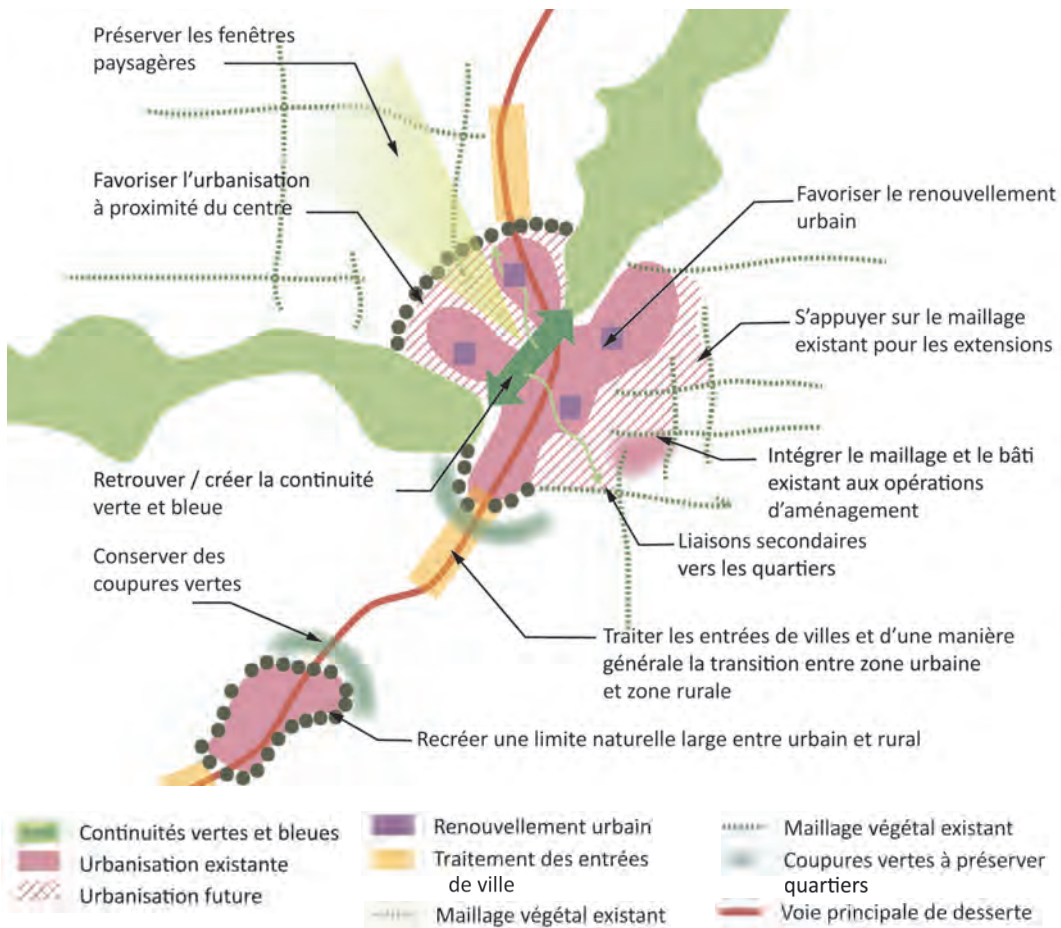 Préserver les fenêtres
paysagères
Favoriser l'urbanisation
à proximité du centre
Favoriser le renouvellement
urbain
S'appuyer sur le maillage
existant pour les extensions
Retrouver / créer la continuité
verte et bleue
Intégrer le maillage et le bâti
existant aux opérations
d'aménagement
Liaisons secondaires
vers les quartiers
Conserver des
coupures vertes
Traiter les entrées de villes et d'une manière
générale la transition entre zone urbaine
et zone rurale
Recréer une limite naturelle large entre urbain et rural
Continuités vertes et bleues
Urbanisation existante
Urbanisation future
Renouvellement urbain
Traitement des entrées
de ville
Maillage végétal existant
Maillage végétal existant
Coupures vertes à préserver
quartiers
Voie principale de desserte